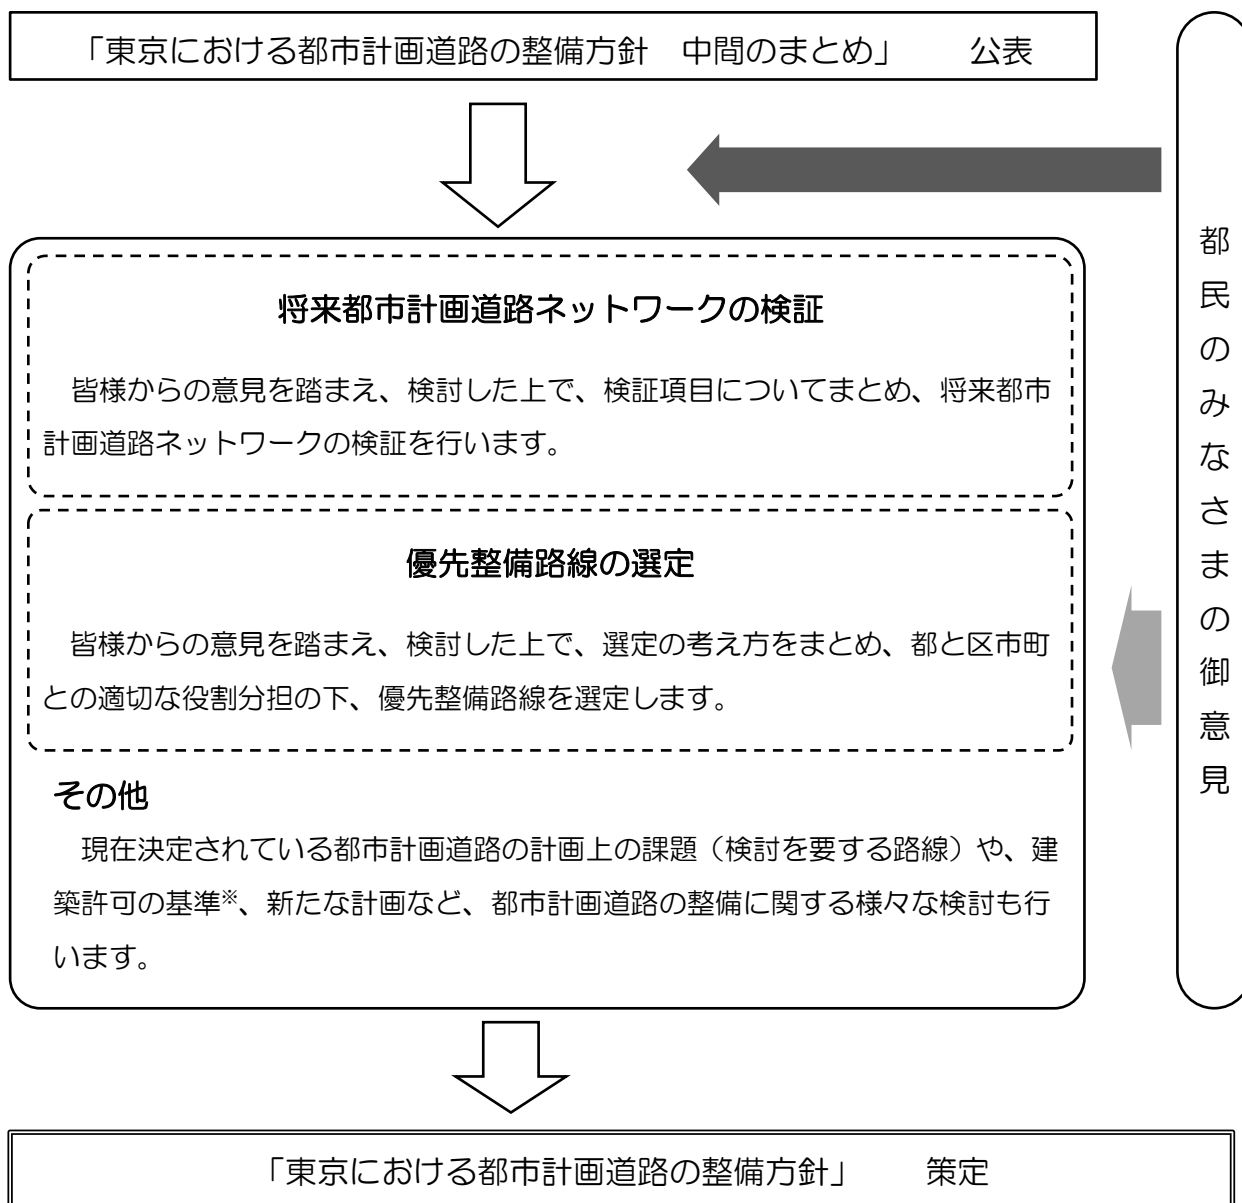 「東京における都市計画道路の整備方針　中間のまとめ」　　公表
将来都市計画道路ネットワークの検証
皆様からの意見を踏まえ、検討した上で、検証項目についてまとめ、将来都市
計画道路ネットワークの検証を行います。
優先整備路線の選定
皆様からの意見を踏まえ、検討した上で、選定の考え方をまとめ、都と区市町
との適切な役割分担の下、優先整備路線を選定します。
その他
現在決定されている都市計画道路の計画上の課題（検討を要する路線）や、建
築許可の基準※、新たな計画など、都市計画道路の整備に関する様々な検討も行
います。
都民のみなさまの御意見
「東京における都市計画道路の整備方針」　　策定